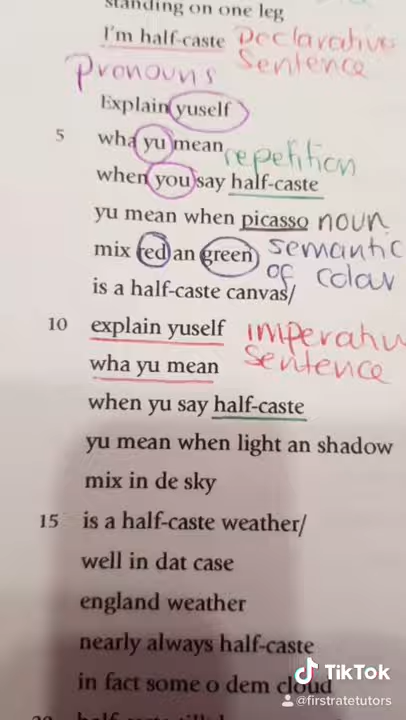 standing on one leg
I'm half-caste Declarative
Sentence
Pronouns
Explain yuself
5 wha yu mean repetition
when you say half-caste
yu mean when picasso noun
mix red an green semantic
of colour
is a half-caste canvas/
10 explain yuself imperative
wha yu mean sentence
when yu say half-caste
yu mean when light an shadow
mix in de sky
15 is a half-caste weather/
well in dat case
england weather
nearly always half-caste
in fact some o dem cloud
half-caste till
TikTok
@firstratetutors